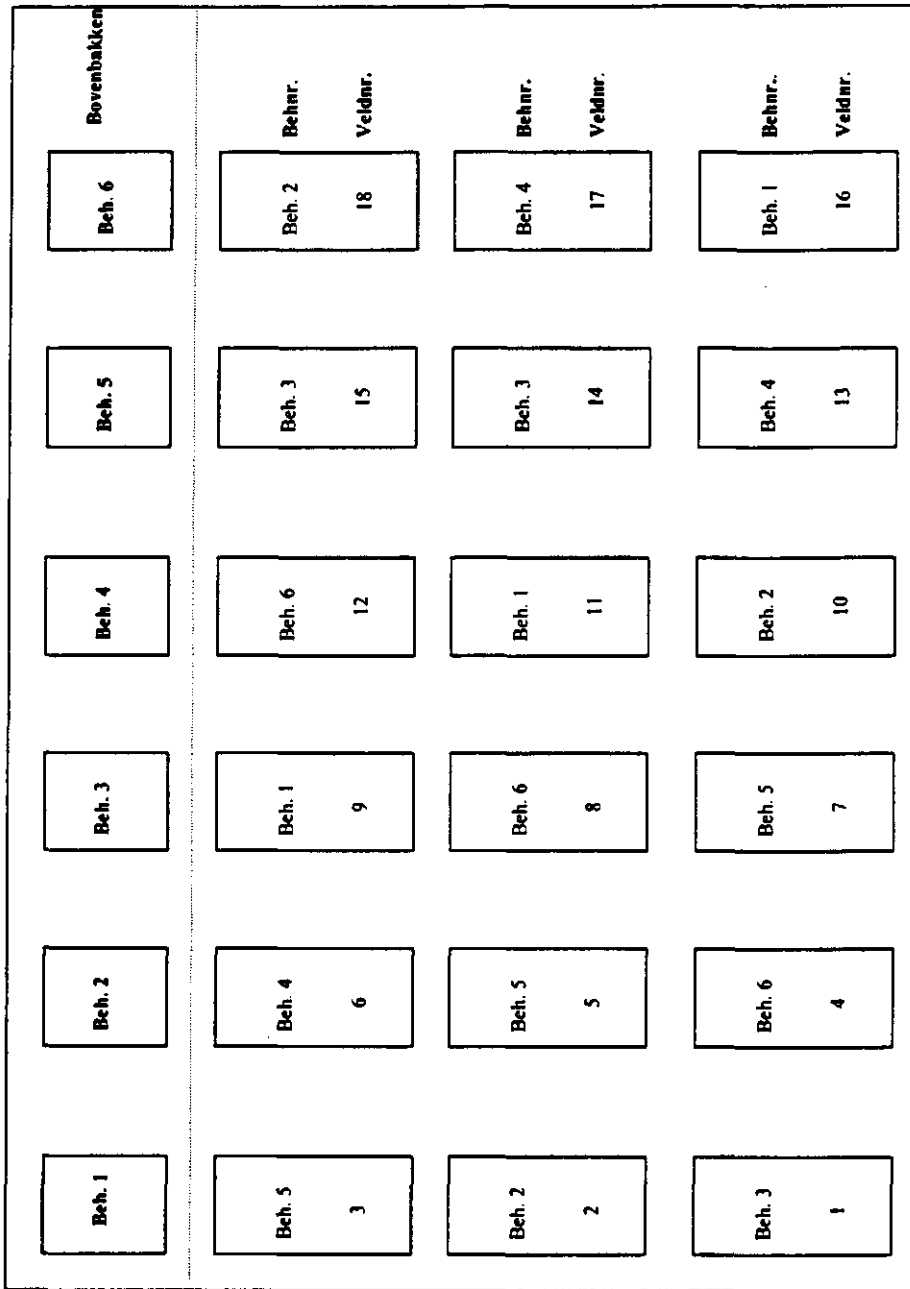 Beh. 1 Beh. 2 Beh. 3 Beh. 4 Beh. 5 Beh. 6 Bovenbakken
Beh. 5 Beh. 4 Beh. 1 Beh. 6 Beh. 3 Beh. 2 Behnr.
3 6 9 12 15 18 Veldnr.
Beh. 2 Beh. 5 Beh. 6 Beh. 1 Beh. 3 Beh. 4 Behnr.
2 5 8 11 14 17 Veldnr.
Beh. 3 Beh. 6 Beh. 5 Beh. 2 Beh. 4 Beh. 1 Behnr.
1 4 7 10 13 16 Veldnr.